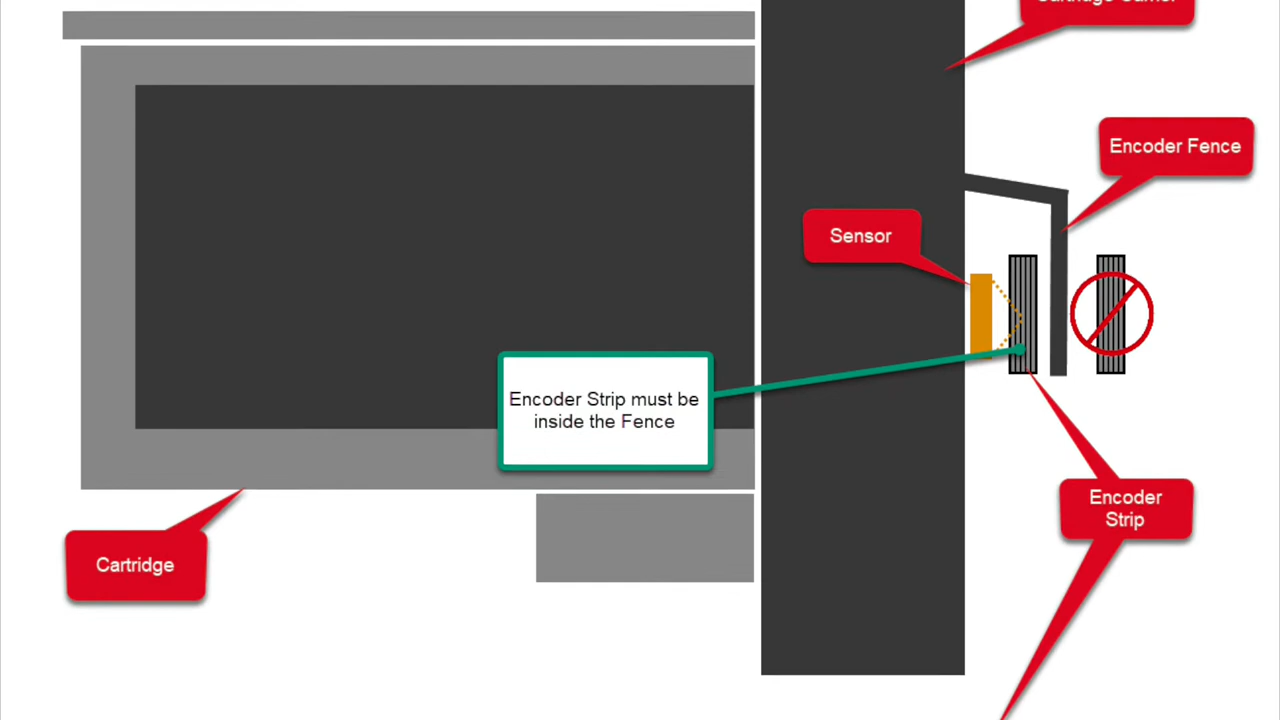 Encoder Fence
Sensor
Encoder Strip must be
inside the Fence
Encoder
Strip
Cartridge